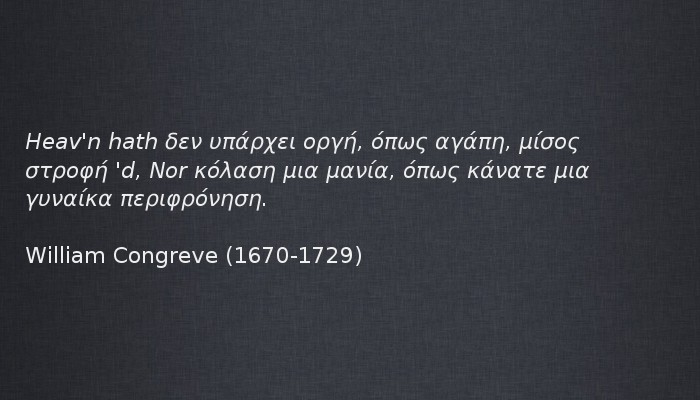 Heav'n hath δεν υπάρχει οργή, όπως αγάπη, μίσος
στροφή 'd, Nor κόλαση μια μανία, όπως κάνατε μια
γυναίκα περιφρόνηση.
William Congreve (1670-1729)